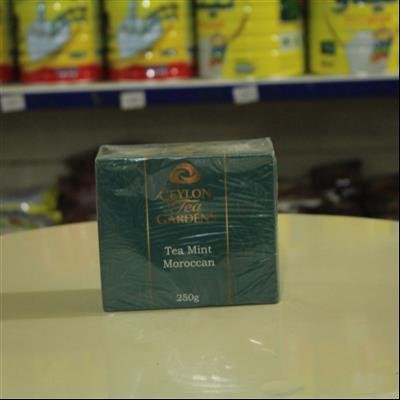 CEYLON
Tea
GARDENS
Tea Mint
Moroccan
250g